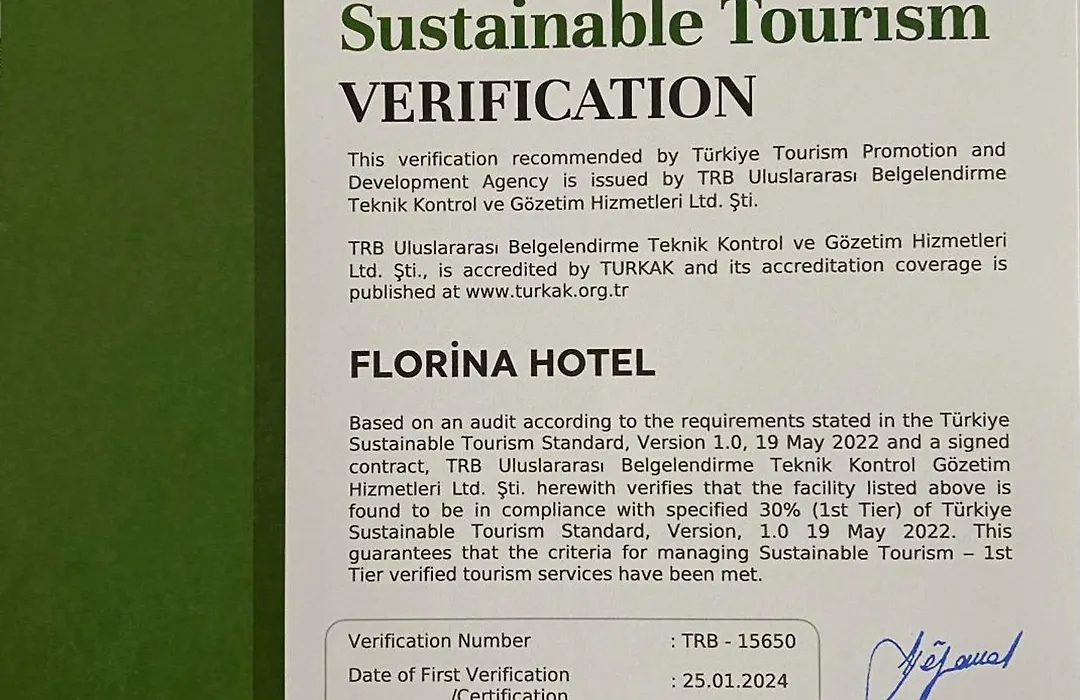 Sustainable Tourism
VERIFICATION
This verification recommended by Türkiye Tourism Promotion and
Development Agency is issued by TRB Uluslararası Belgelendirme
Teknik Kontrol ve Gözetim Hizmetleri Ltd. Şti.
TRB Uluslararası Belgelendirme Teknik Kontrol ve Gözetim Hizmetleri
Ltd. Şti., is accredited by TURKAK and its accreditation coverage is
published at www.turkak.org.tr
FLORİNA HOTEL
Based on an audit according to the requirements stated in the Türkiye
Sustainable Tourism Standard, Version 1.0, 19 May 2022 and a signed
contract, TRB Uluslararası Belgelendirme Teknik Kontrol Gözetim
Hizmetleri Ltd. Şti. herewith verifies that the facility listed above is
found to be in compliance with specified 30% (1st Tier) of Türkiye
Sustainable Tourism Standard, Version, 1.0 19 May 2022. This
guarantees that the criteria for managing Sustainable Tourism – 1st
Tier verified tourism services have been met.
Verification Number : TRB - 15650
Date of First Verification
/Certification : 25.01.2024